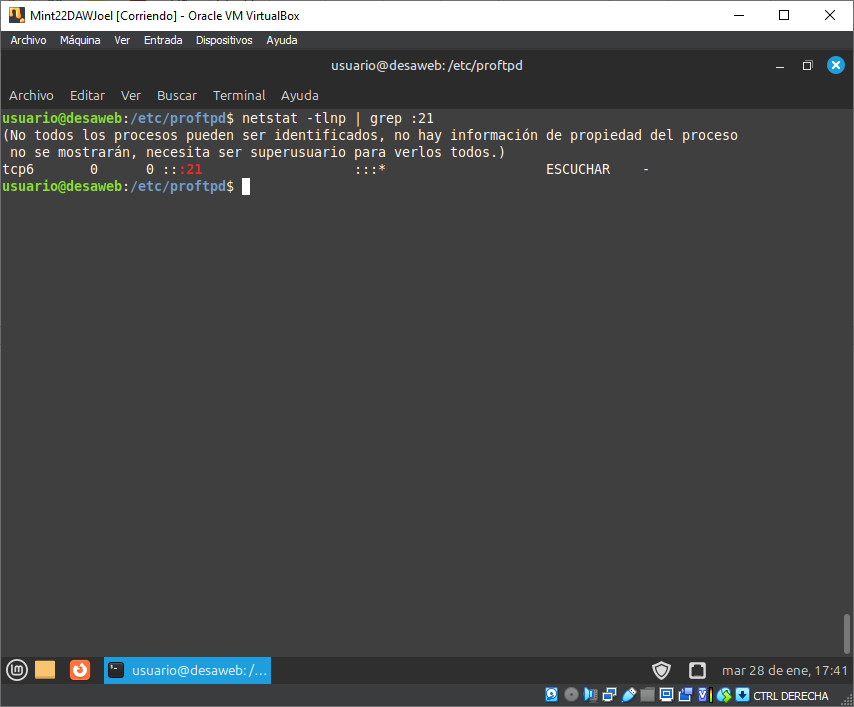 Mint22DAWJoel [Corriendo] - Oracle VM VirtualBox
Archivo Máquina Ver Entrada Dispositivos Ayuda
usuario@desaweb: /etc/proftpd
Archivo Editar Ver Buscar Terminal Ayuda
usuario@desaweb:/etc/proftpd$ netstat -tlnp | grep :21
(No todos los procesos pueden ser identificados, no hay información de propiedad del proceso
 no se mostrarán, necesita ser superusuario para verlos todos.)
tcp6       0      0 :::21                   :::*                    ESCUCHAR    -
usuario@desaweb:/etc/proftpd$
usuario@desaweb: /... mar 28 de ene, 17:41
CTRL DERECHA